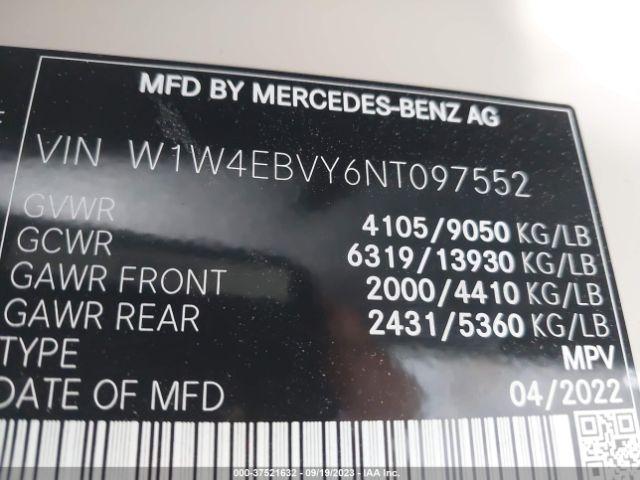 MFD BY MERCEDES-BENZ AG
VIN W1W4EBVY6NT097552
GVWR 4105/9050 KG/LB
GCWR 6319/13930 KG/LB
GAWR FRONT 2000/4410 KG/LB
GAWR REAR 2431/5360 KG/LB
TYPE MPV
DATE OF MFD 04/2022
000-37521632 - 09/19/2023 - IAA Inc.